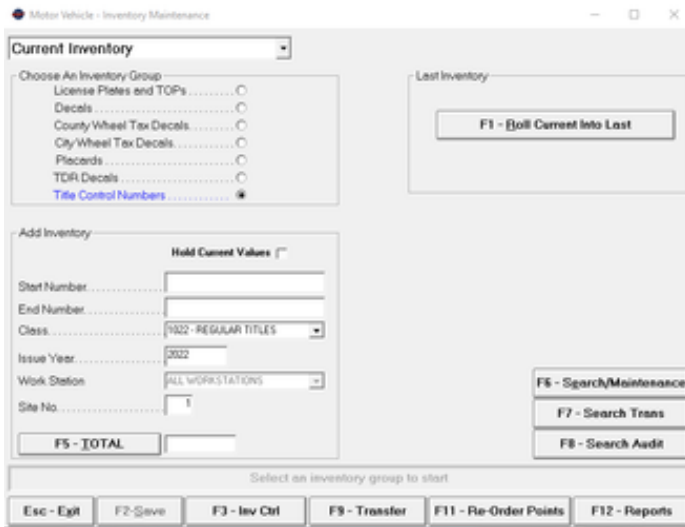 Motor Vehicle - Inventory Maintenance
Current Inventory
Choose An Inventory Group
License Plates and TOPs
Decals
County Wheel Tax Decals
City Wheel Tax Decals
Placards
TDR Decals
Title Control Numbers
Last Inventory
F1 - Roll Current Into Last
Add Inventory
Hold Current Values
Start Number
End Number
Class 1022 - REGULAR TITLES
Issue Year 2022
Work Station ALL WORKSTATIONS
Site No. 1
F5 - TOTAL
F6 - Search/Maintenance
F7 - Search Trans
F8 - Search Audit
Select an inventory group to start
Esc - Exit F2-Save F3 - Inv Ctrl F9 - Transfer F11 - Re-Order Points F12 - Reports